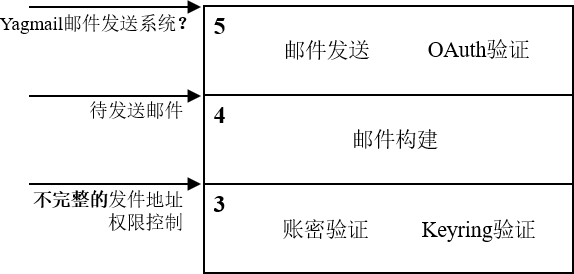 Yagmail邮件发送系统？
5
邮件发送 OAuth验证
待发送邮件
4
邮件构建
不完整的发件地址
权限控制
3
账密验证 Keyring验证